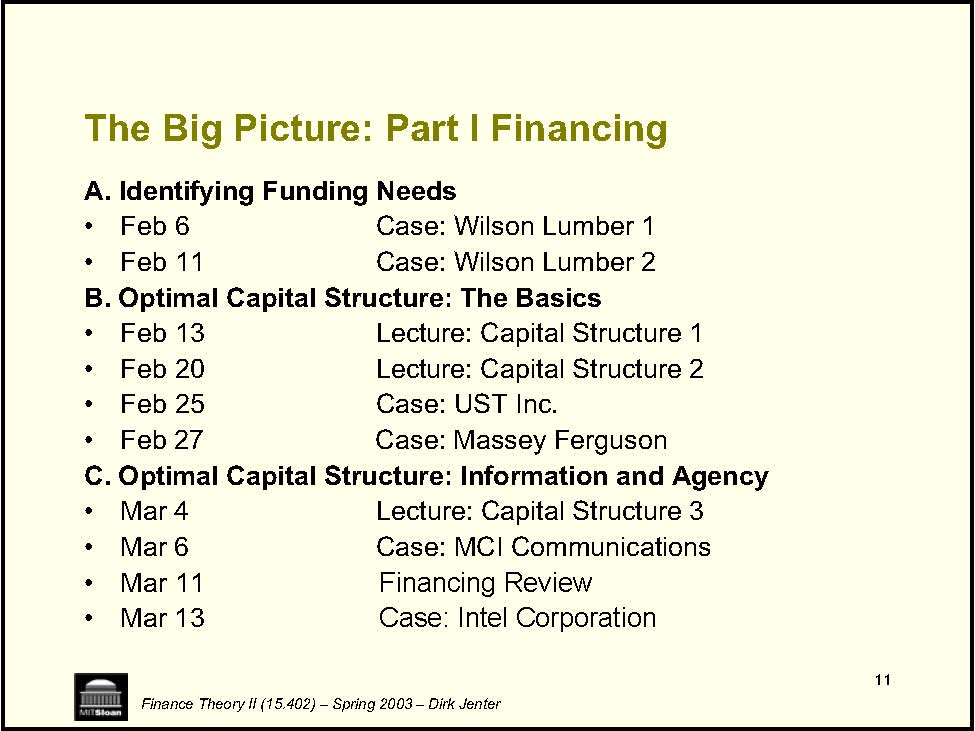 The Big Picture: Part I Financing
A. Identifying Funding Needs
• Feb 6 Case: Wilson Lumber 1
• Feb 11 Case: Wilson Lumber 2
B. Optimal Capital Structure: The Basics
• Feb 13 Lecture: Capital Structure 1
• Feb 20 Lecture: Capital Structure 2
• Feb 25 Case: UST Inc.
• Feb 27 Case: Massey Ferguson
C. Optimal Capital Structure: Information and Agency
• Mar 4 Lecture: Capital Structure 3
• Mar 6 Case: MCI Communications
• Mar 11 Financing Review
• Mar 13 Case: Intel Corporation
11
MITSloan
Finance Theory II (15.402) – Spring 2003 – Dirk Jenter